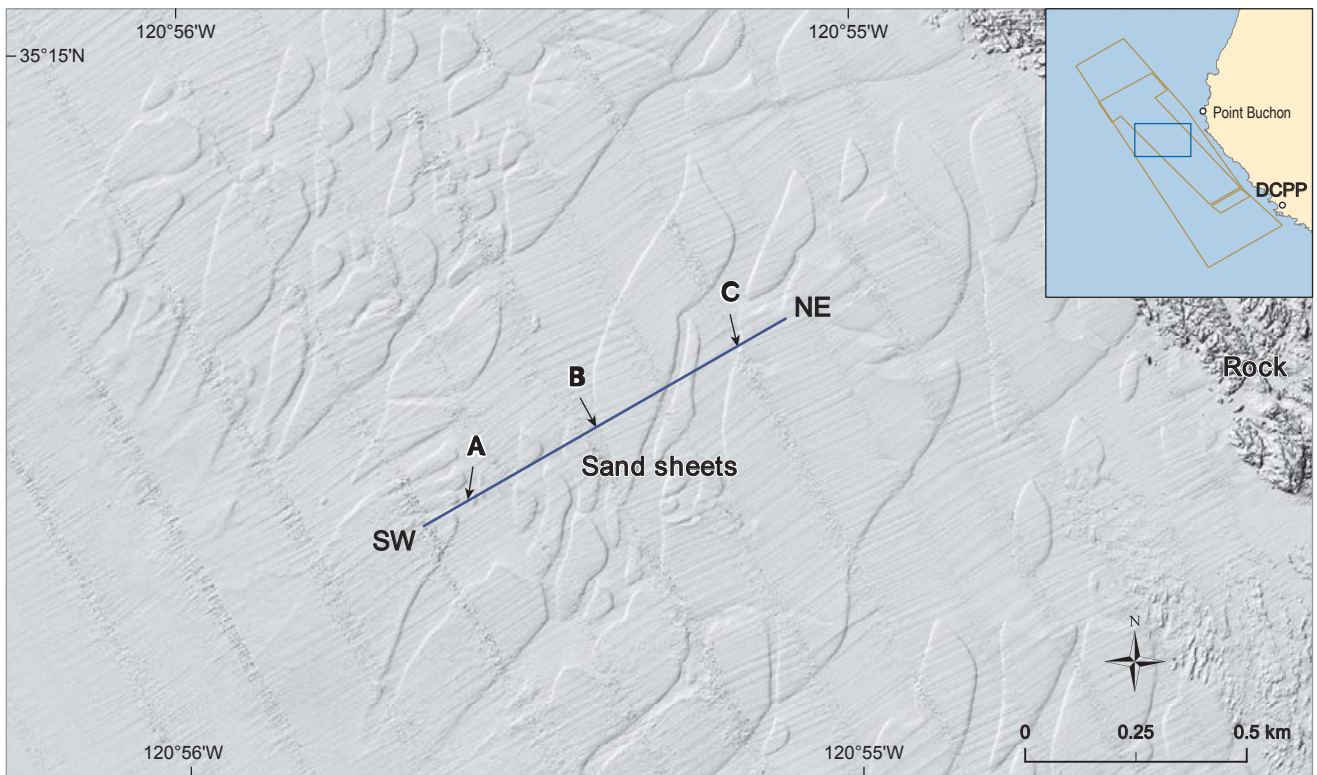 120°56'W
120°55'W
35°15'N
Point Buchon
DCPP
C
NE
Rock
B
A
Sand sheets
SW
N
0 0.25 0.5 km
120°56'W
120°55'W